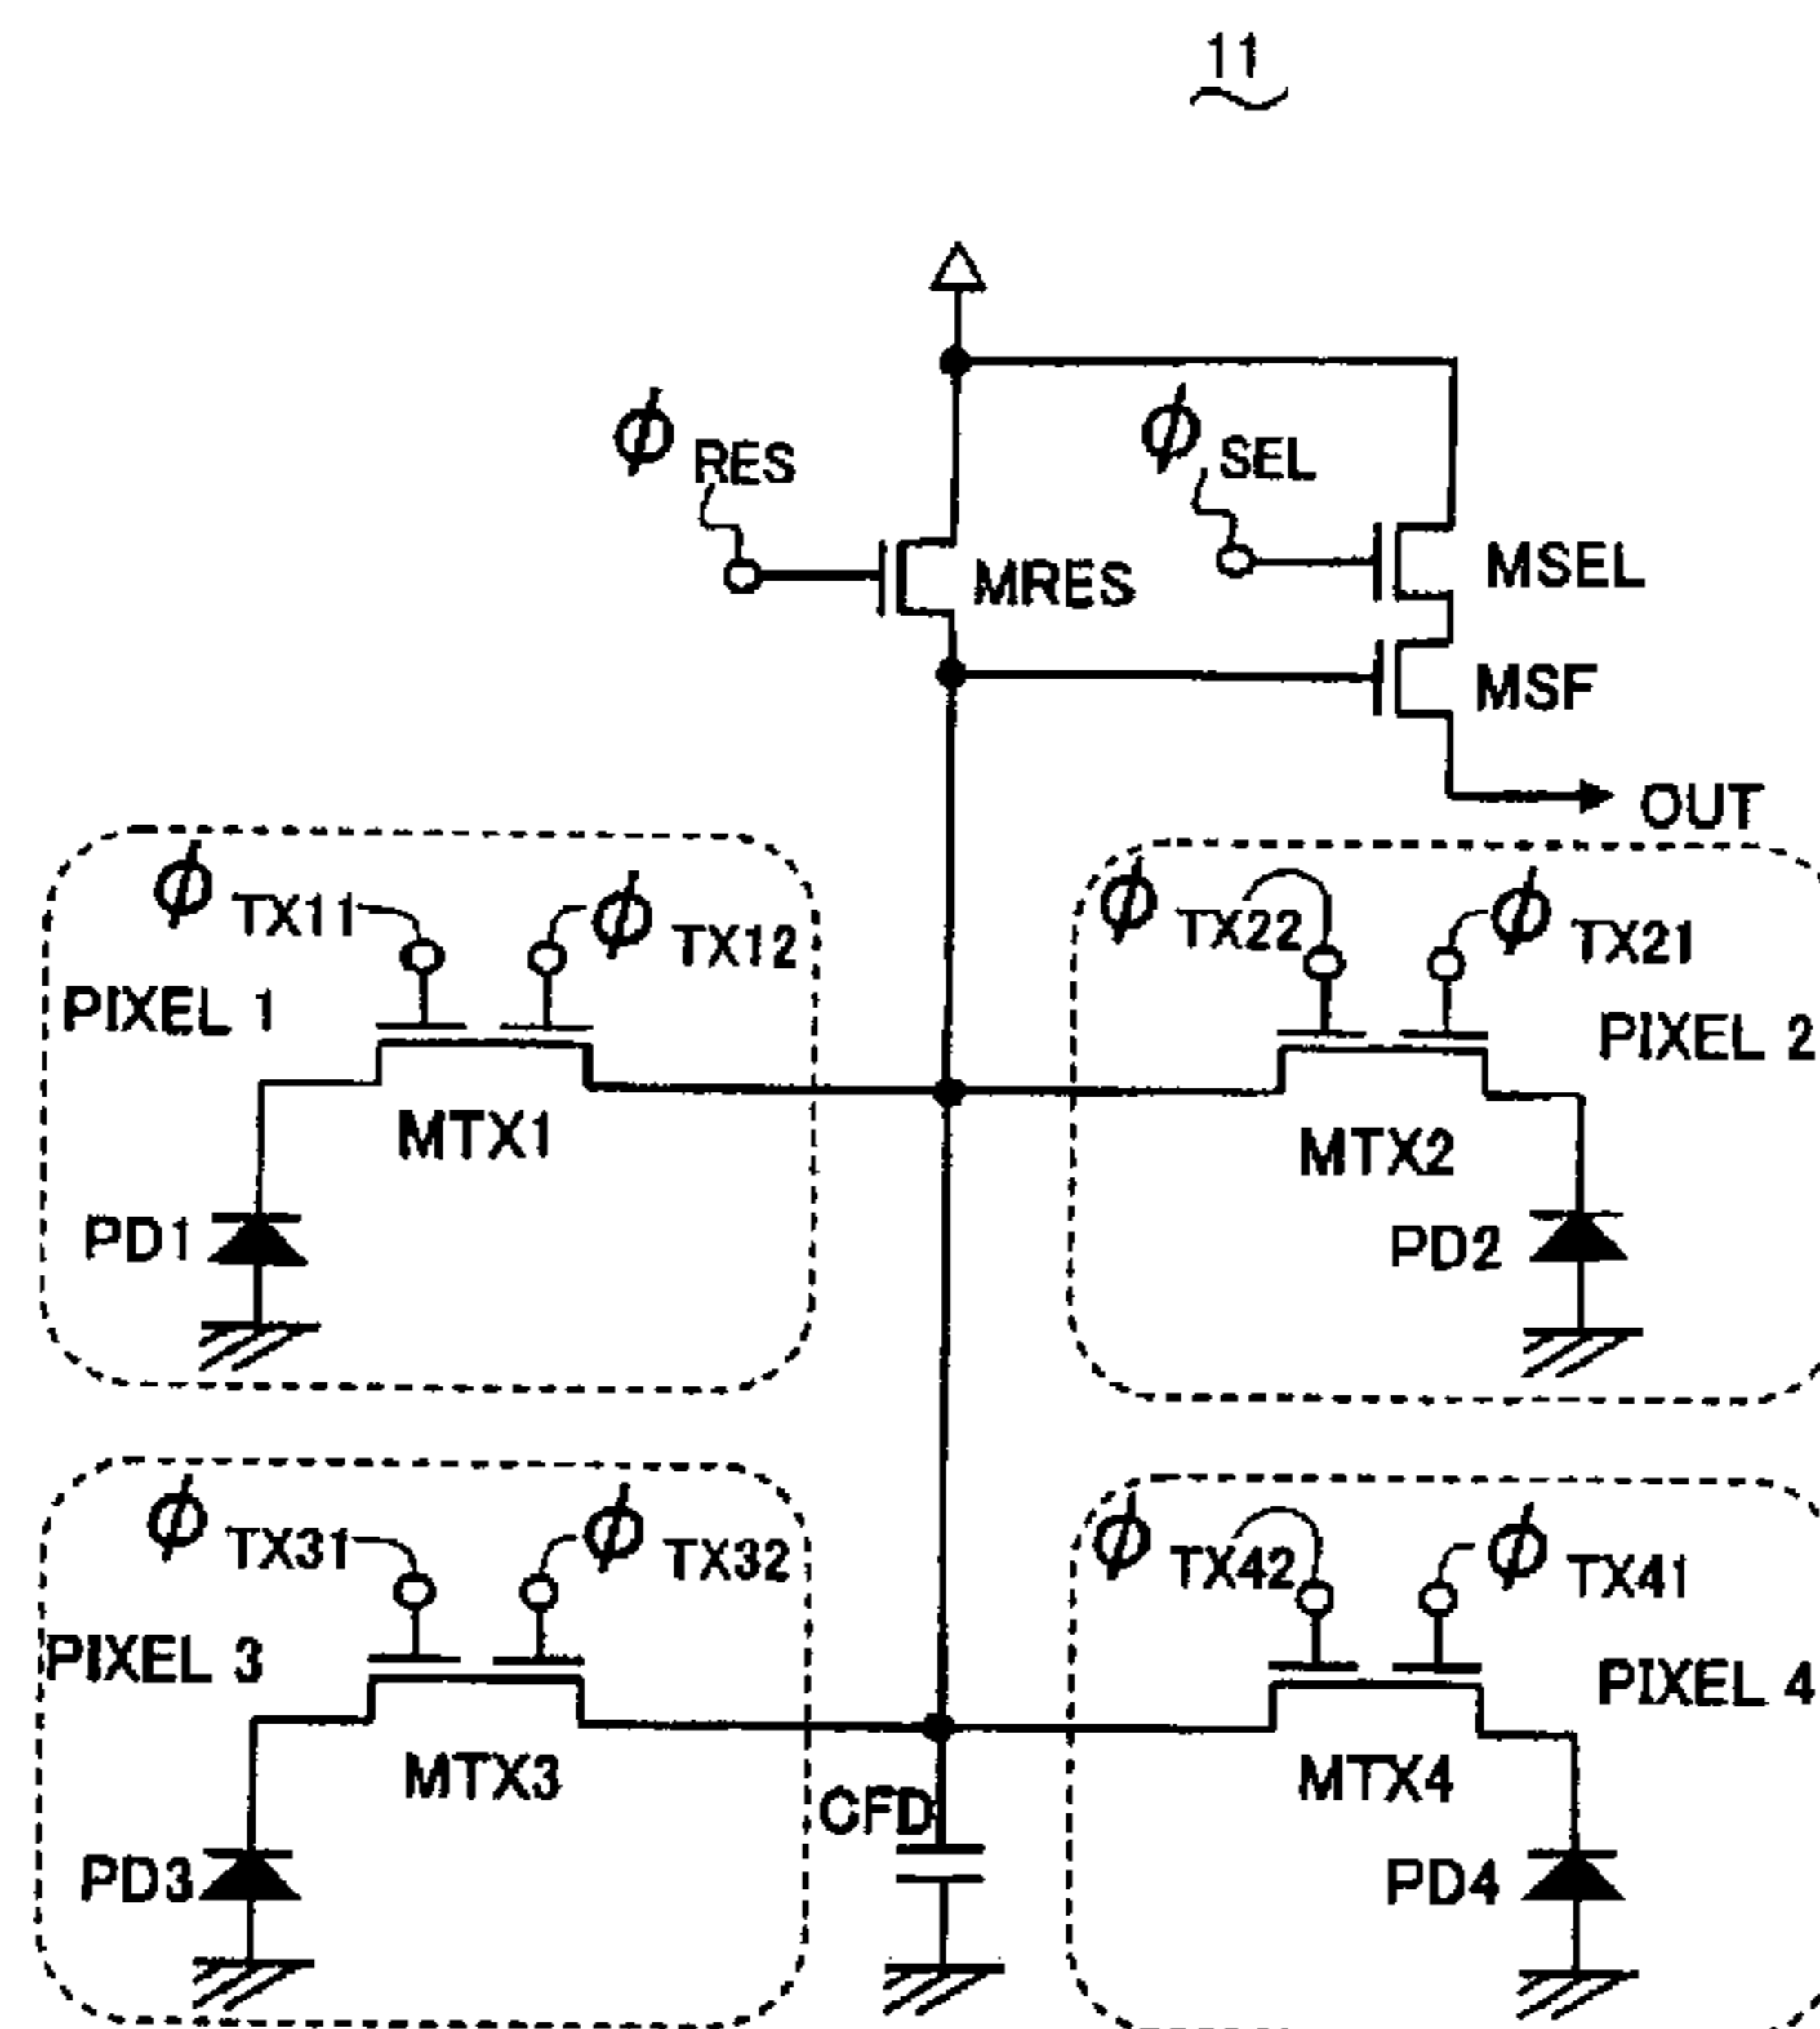 11
ϕ RES
ϕ SEL
MRES
MSEL
MSF
OUT
ϕ TX11
ϕ TX12
PIXEL 1
MTX1
PD1
ϕ TX22
ϕ TX21
PIXEL 2
MTX2
PD2
ϕ TX31
ϕ TX32
PIXEL 3
MTX3
PD3
CFD
ϕ TX42
ϕ TX41
PIXEL 4
MTX4
PD4